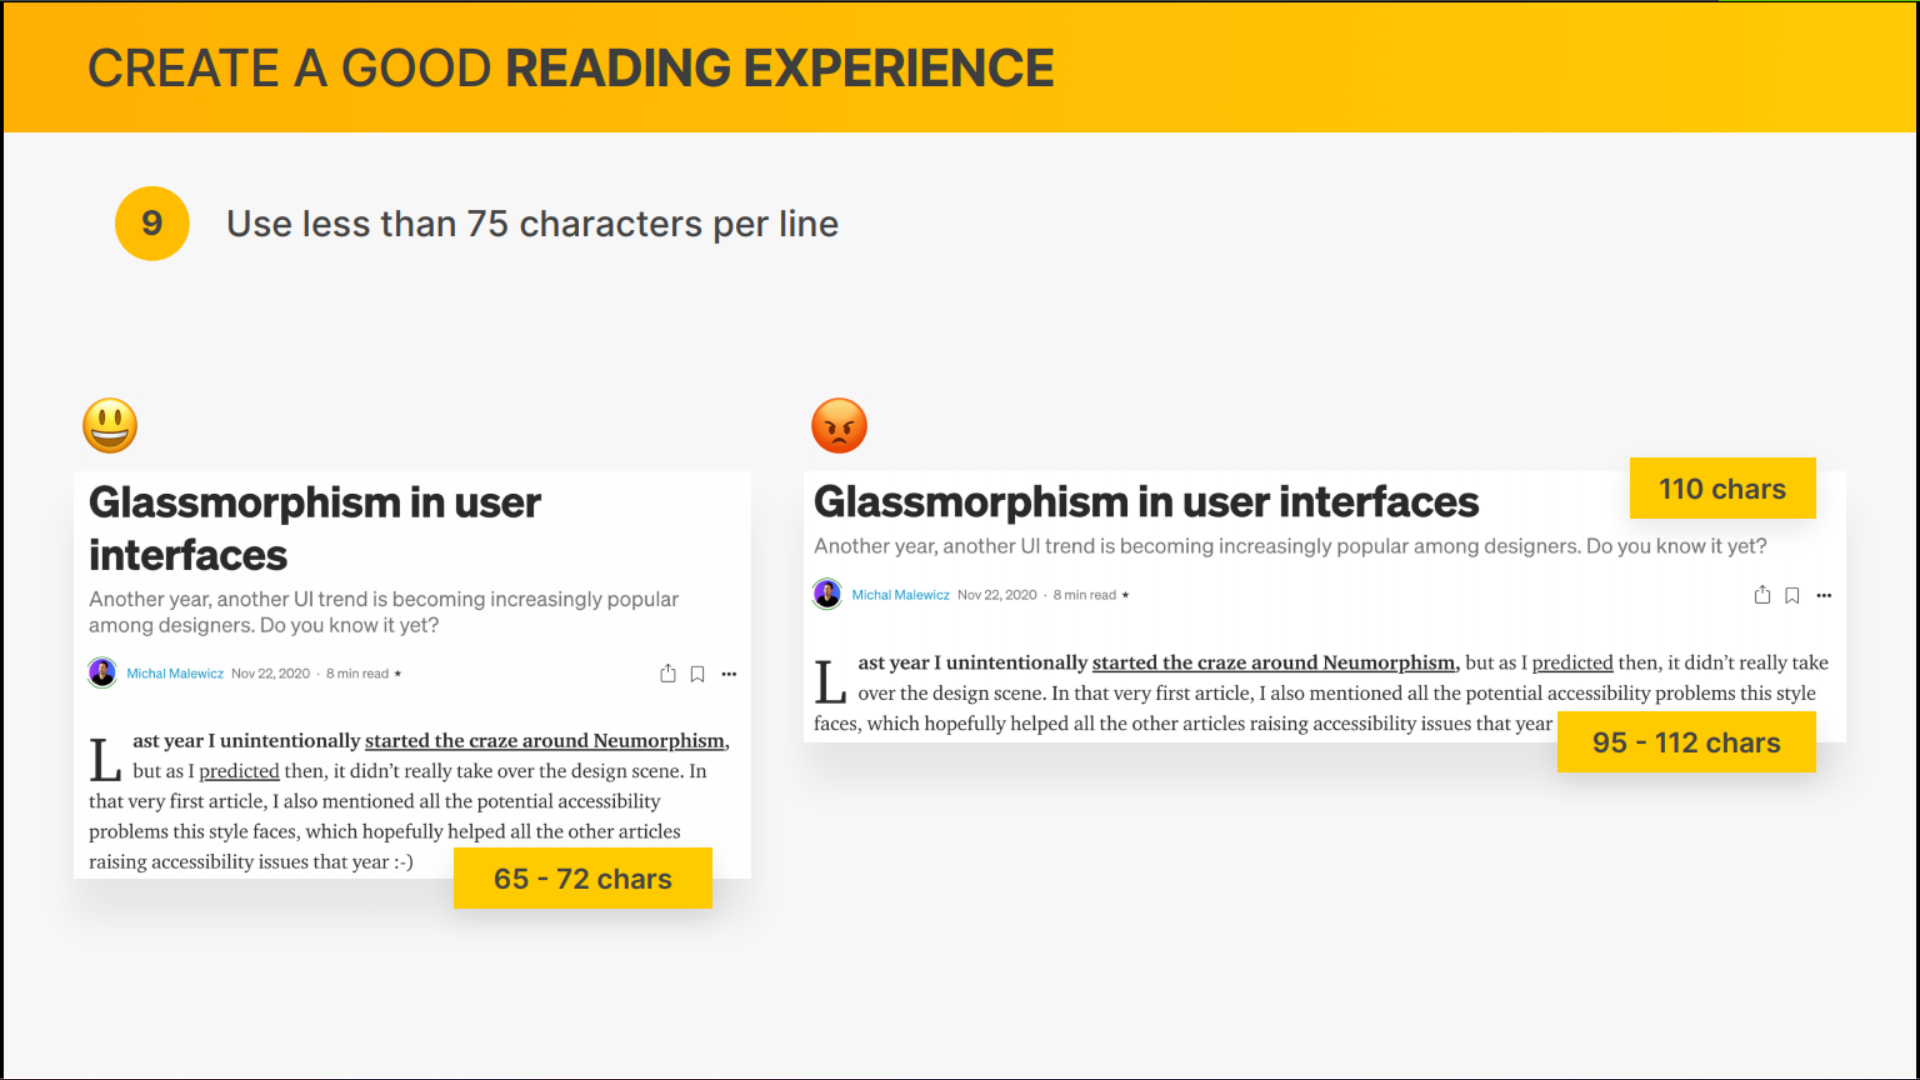 CREATE A GOOD READING EXPERIENCE
9
Use less than 75 characters per line
Glassmorphism in user
interfaces
Another year, another UI trend is becoming increasingly popular
among designers. Do you know it yet?
Michal Malewicz Nov 22, 2020 · 8 min read ★
Last year I unintentionally started the craze around Neumorphism,
but as I predicted then, it didn’t really take over the design scene. In
that very first article, I also mentioned all the potential accessibility
problems this style faces, which hopefully helped all the other articles
raising accessibility issues that year :-)
65 - 72 chars
110 chars
Glassmorphism in user interfaces
Another year, another UI trend is becoming increasingly popular among designers. Do you know it yet?
Michal Malewicz Nov 22, 2020 · 8 min read ★
Last year I unintentionally started the craze around Neumorphism, but as I predicted then, it didn’t really take
over the design scene. In that very first article, I also mentioned all the potential accessibility problems this style
faces, which hopefully helped all the other articles raising accessibility issues that year
95 - 112 chars